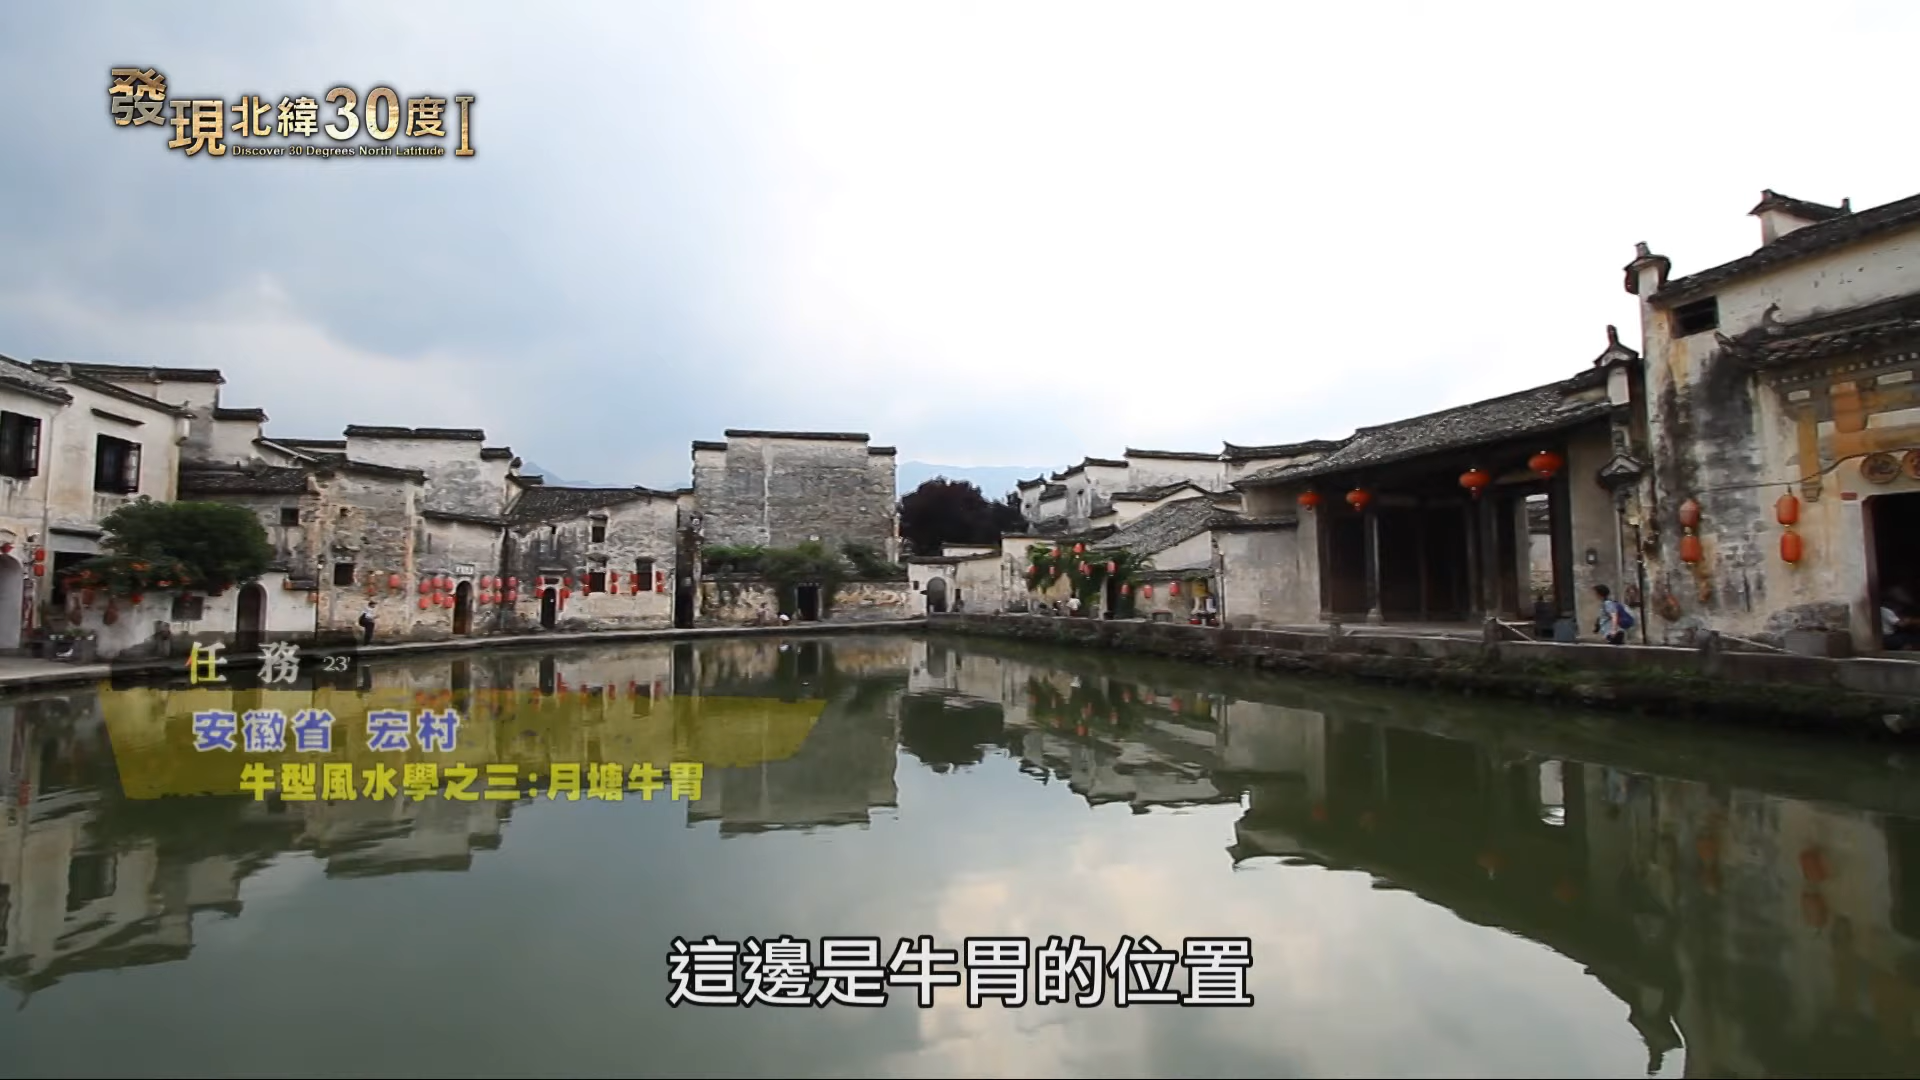 發現北緯30度I
Discover 30 Degrees North Latitude
任務 23'
安徽省 宏村
牛型風水學之三:月塘牛胃
這邊是牛胃的位置